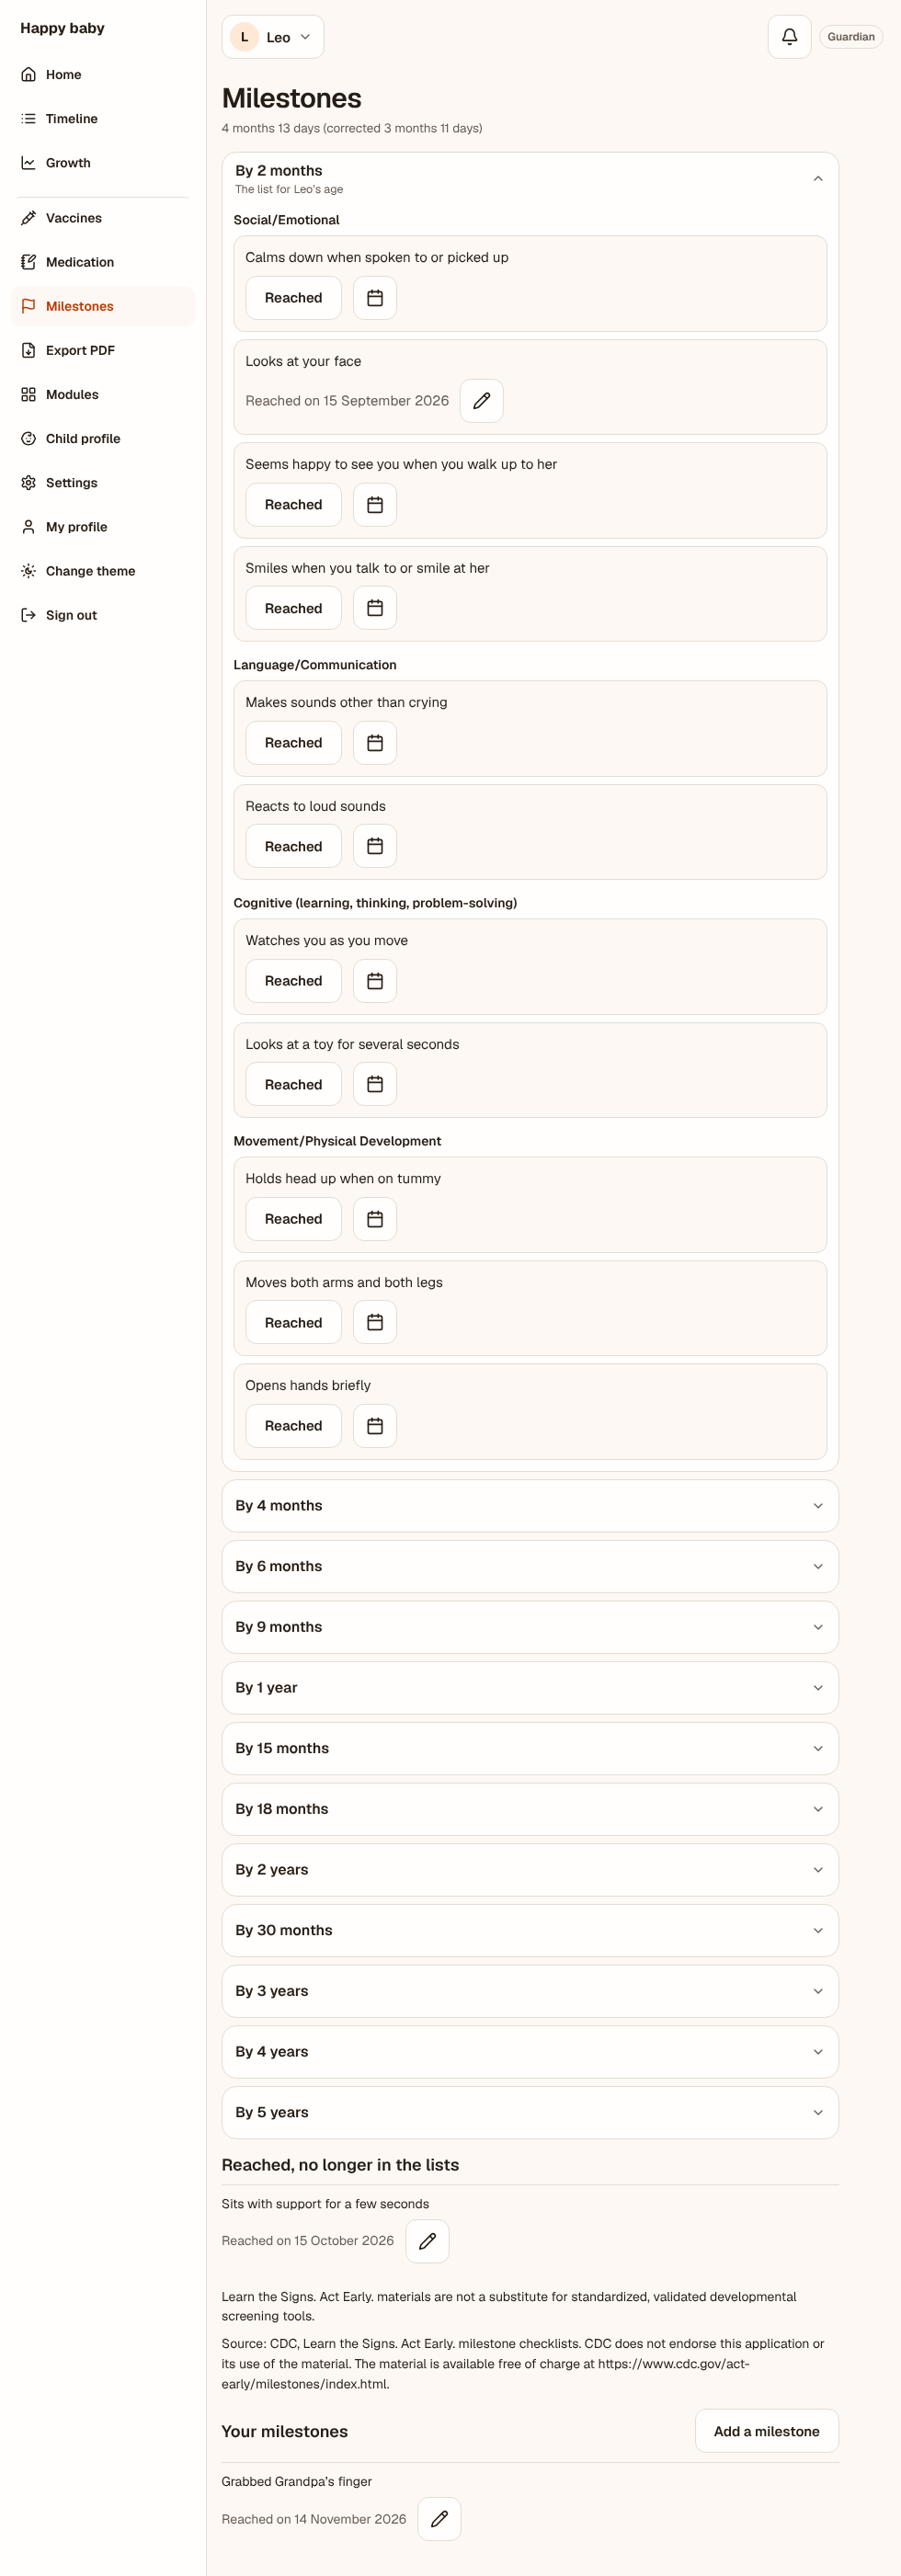 Happy baby
Home
Timeline
Growth
Vaccines
Medication
Milestones
Export PDF
Modules
Child profile
Settings
My profile
Change theme
Sign out
L Leo
Guardian
Milestones
4 months 13 days (corrected 3 months 11 days)
By 2 months
The list for Leo's age
Social/Emotional
Calms down when spoken to or picked up
Reached
Looks at your face
Reached on 15 September 2026
Seems happy to see you when you walk up to her
Reached
Smiles when you talk to or smile at her
Reached
Language/Communication
Makes sounds other than crying
Reached
Reacts to loud sounds
Reached
Cognitive (learning, thinking, problem-solving)
Watches you as you move
Reached
Looks at a toy for several seconds
Reached
Movement/Physical Development
Holds head up when on tummy
Reached
Moves both arms and both legs
Reached
Opens hands briefly
Reached
By 4 months
By 6 months
By 9 months
By 1 year
By 15 months
By 18 months
By 2 years
By 30 months
By 3 years
By 4 years
By 5 years
Reached, no longer in the lists
Sits with support for a few seconds
Reached on 15 October 2026
Learn the Signs. Act Early. materials are not a substitute for standardized, validated developmental
screening tools.
Source: CDC, Learn the Signs. Act Early. milestone checklists. CDC does not endorse this application or
its use of the material. The material is available free of charge at https://www.cdc.gov/act-
early/milestones/index.html.
Your milestones
Add a milestone
Grabbed Grandpa's finger
Reached on 14 November 2026